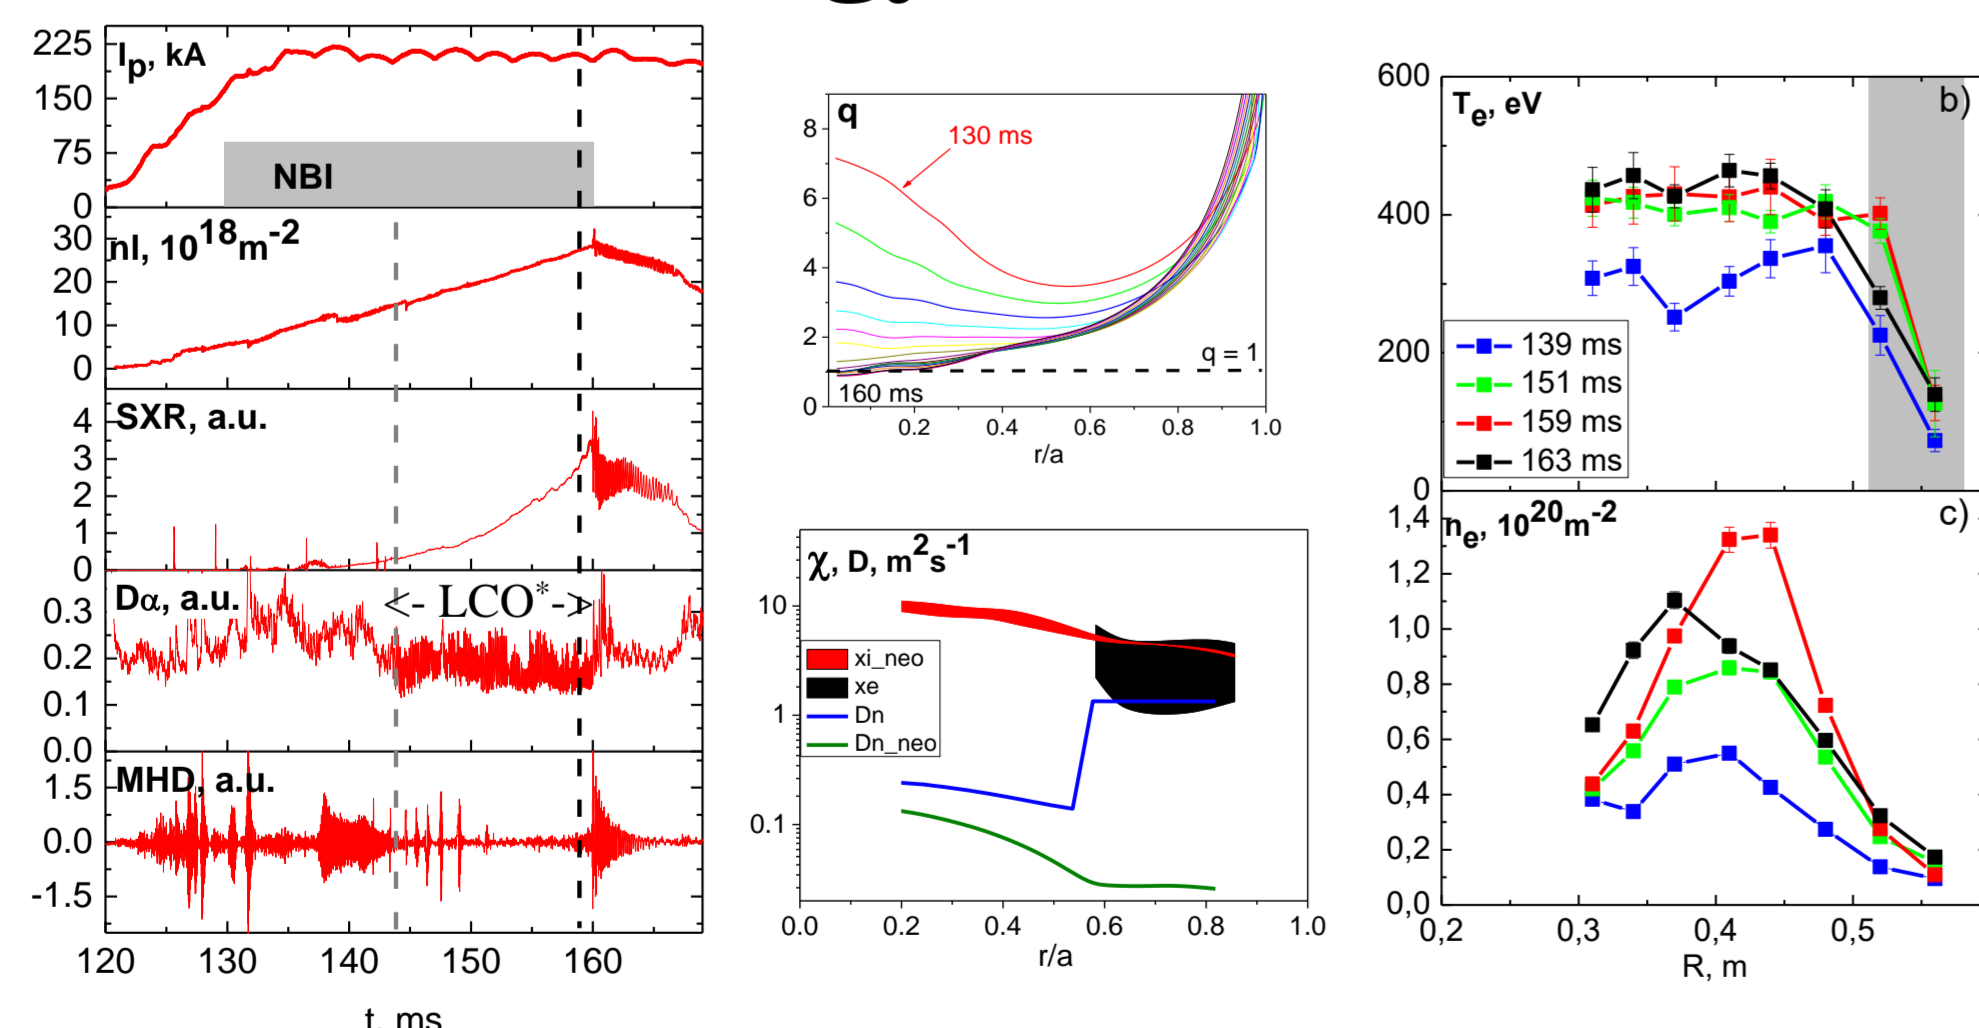 225
150
75
0
I_p, kA
NBI
30
20
10
0
nl, 10^18 m^-2
4
3
2
1
0
SXR, a.u.
0.3
0.2
0.1
0.0
Dα, a.u.
<- LCO*->
1.5
0.0
-1.5
MHD, a.u.
120 130 140 150 160
t, ms
q
130 ms
8
6
4
2
0
q = 1
160 ms
0.2 0.4 0.6 0.8 1.0
r/a
χ, D, m^2 s^-1
10
1
0.1
xi_neo
xe
Dn
Dn_neo
0.0 0.2 0.4 0.6 0.8 1.0
r/a
600
400
200
0
T_e, eV
b)
139 ms
151 ms
159 ms
163 ms
n_e, 10^20 m^-2
c)
1,4
1,2
1,0
0,8
0,6
0,4
0,2
0,0
0,2 0,3 0,4 0,5
R, m